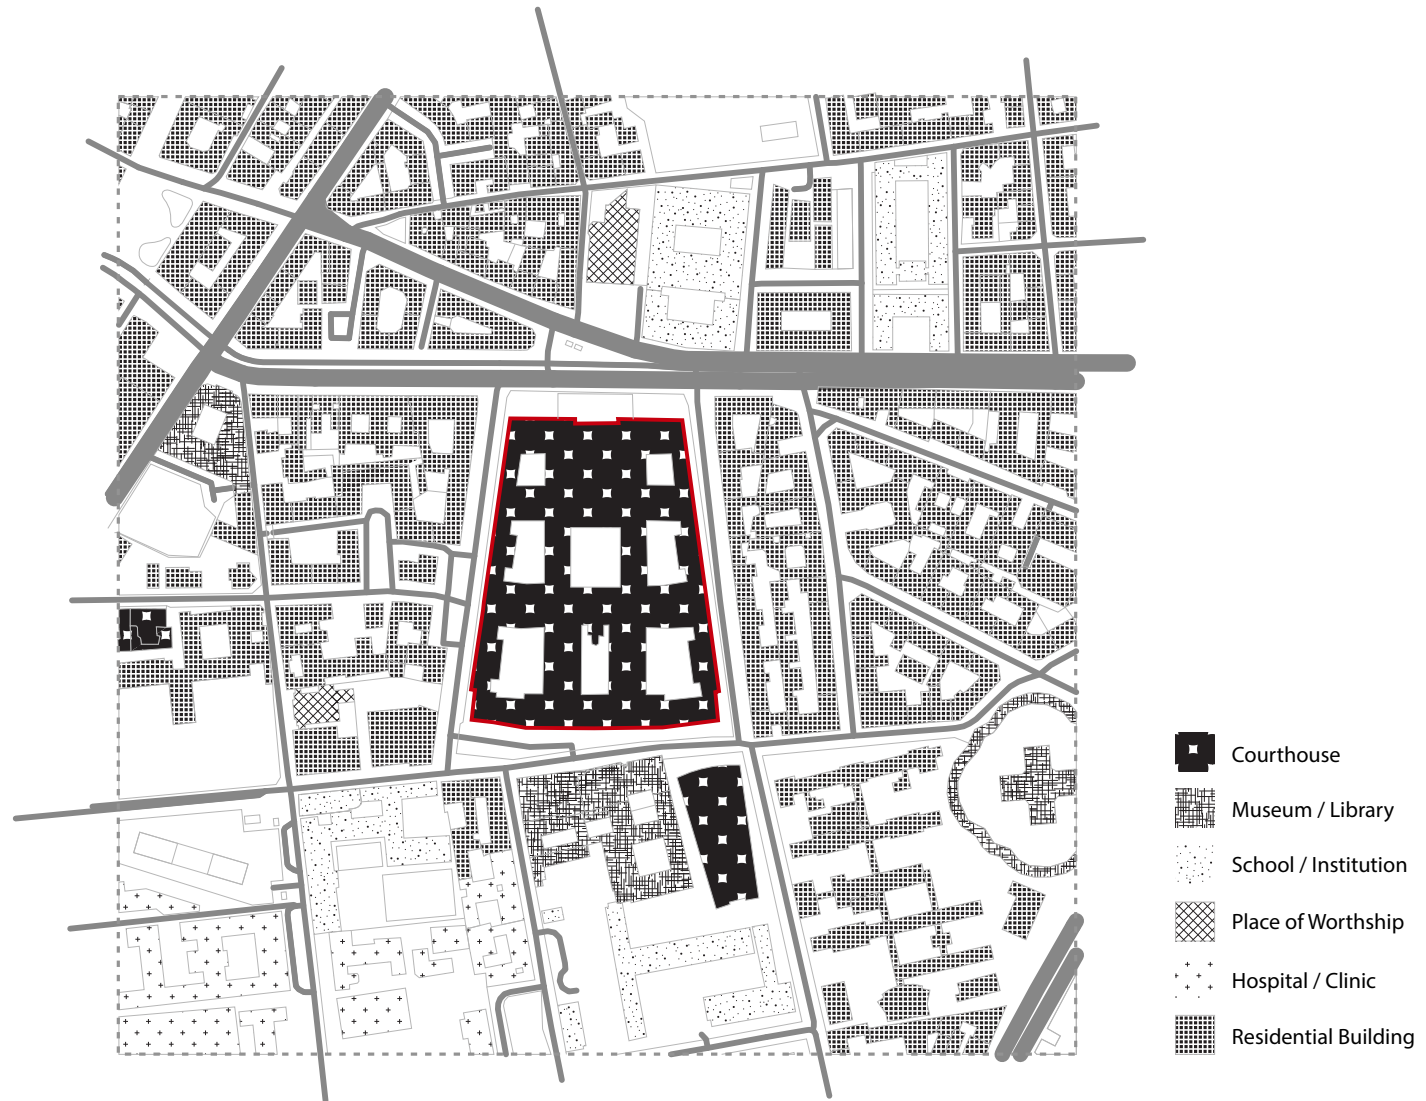 Courthouse
Museum / Library
School / Institution
Place of Worthship
Hospital / Clinic
Residential Building